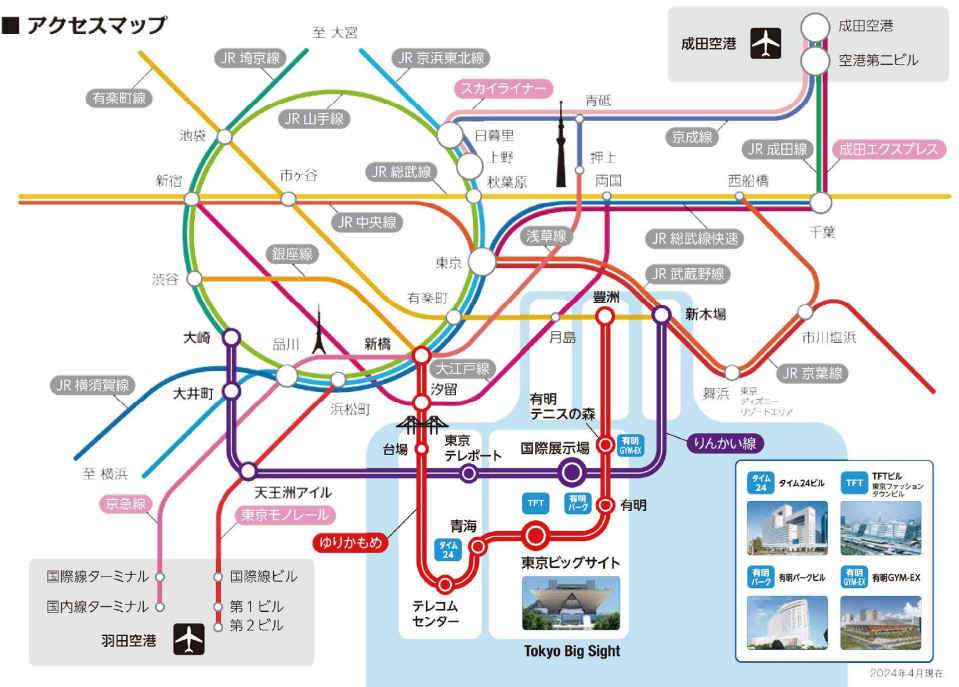 ■ アクセスマップ
至 大宮
JR 埼京線
JR 京浜東北線
有楽町線
スカイライナー
成田空港
成田空港
空港第二ビル
青砥
京成線
JR 山手線
池袋
日暮里
上野
押上
JR 成田線
成田エクスプレス
新宿
市ヶ谷
JR 総武線
秋葉原
両国
西船橋
JR 中央線
浅草線
JR 総武線快速
千葉
銀座線
東京
JR 武蔵野線
渋谷
有楽町
豊洲
新木場
大崎
品川
新橋
月島
市川塩浜
JR 横須賀線
大井町
浜松町
大江戸線
汐留
舞浜
東京
ディズニー
リゾートエリア
JR 京葉線
有明
テニスの森
台場
東京
テレポート
国際展示場
有明
GYM-EX
りんかい線
至 横浜
天王洲アイル
京急線
東京モノレール
ゆりかもめ
青海
タイム
24
TFT
有明
パーク
有明
東京ビッグサイト
テレコム
センター
Tokyo Big Sight
国際線ターミナル
国内線ターミナル
国際線ビル
第1ビル
第2ビル
羽田空港
タイム
24
タイム24ビル
TFT
TFTビル
東京ファッション
タウンビル
有明
パーク
有明パークビル
有明
GYM-EX
有明GYM-EX
2024年4月現在